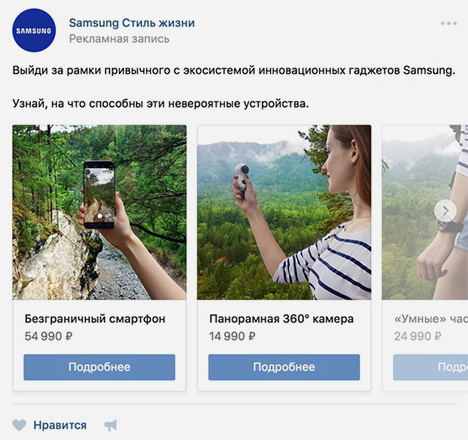 SAMSUNG
Samsung Стиль жизни
Рекламная запись
Выйди за рамки привычного с экосистемой инновационных гаджетов Samsung.
Узнай, на что способны эти невероятные устройства.
Безграничный смартфон
54 990 ₽
Подробнее
Панорамная 360° камера
14 990 ₽
Подробнее
«Умные» час
24 990 ₽
Подр
Нравится